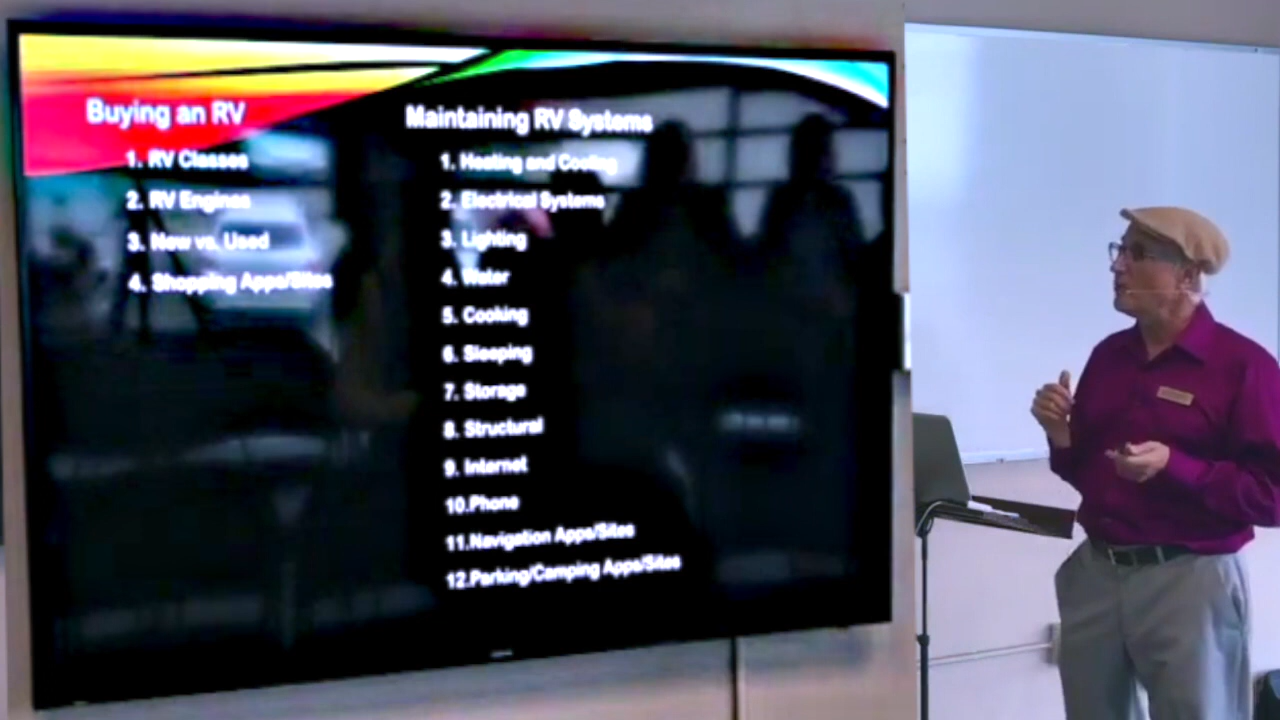 Buying an RV
1. RV Classes
2. RV Engines
3. New vs. Used
4. Shopping Apps/Sites
Maintaining RV Systems
1. Heating and Cooling
2. Electrical Systems
3. Lighting
4. Water
5. Cooking
6. Sleeping
7. Storage
8. Structural
9. Internet
10.Phone
11.Navigation Apps/Sites
12.Parking/Camping Apps/Sites